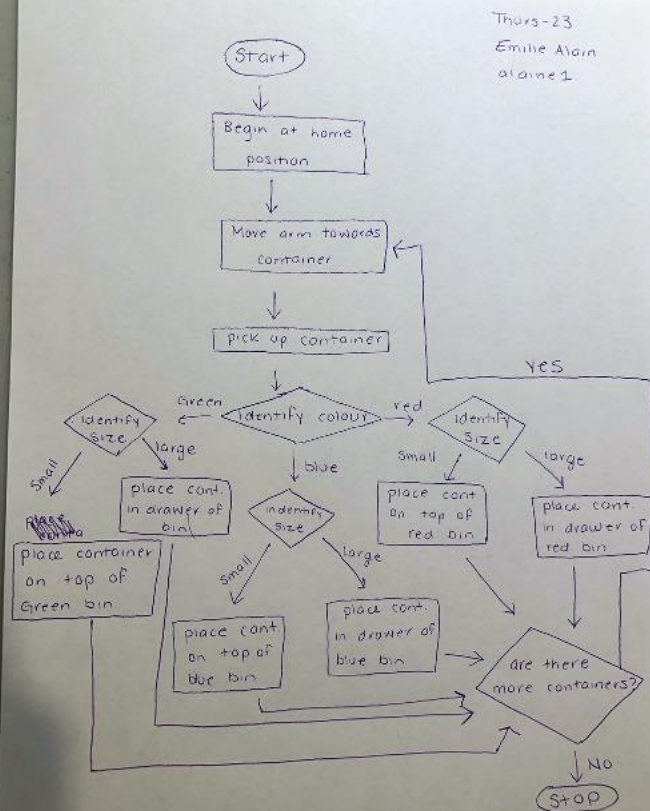 Thurs-23
Emilie Alain
alaine1
Start
Begin at home
position
Move arm towards
container
pick up container
yes
Green
identify colour
red
blue
identify
size
small
large
place cont.
in drawer of
bin
place container
on top of
Green bin
indentify
size
small
large
place cont.
on top of
blue bin
place cont.
in drawer of
blue bin
identify
size
small
large
place cont
on top of
red bin
place cont.
in drawer of
red bin
are there
more containers?
No
Stop